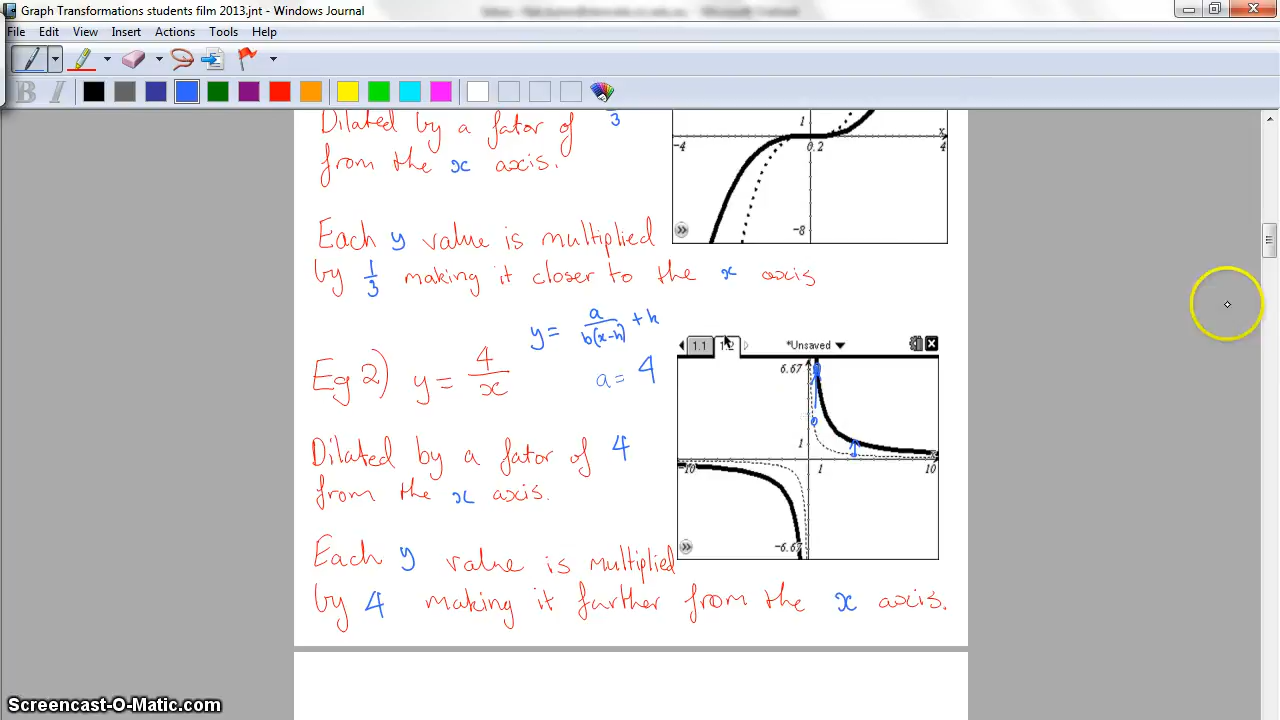 Graph Transformations students film 2013.jnt - Windows Journal
File Edit View Insert Actions Tools Help
B I
Dilated by a fator of 3
from the x axis.
1
x
-4 0.2 4
-8
Each y value is multiplied
by 1/3 making it closer to the x axis
y = a/b(x-h) + k
Eg 2) y = 4/x a = 4
1.1 1.2 *Unsaved
6.67
1
x
-10 1 10
-6.67
Dilated by a fator of 4
from the x axis.
Each y value is multiplied
by 4 making it farther from the x axis.
Screencast-O-Matic.com